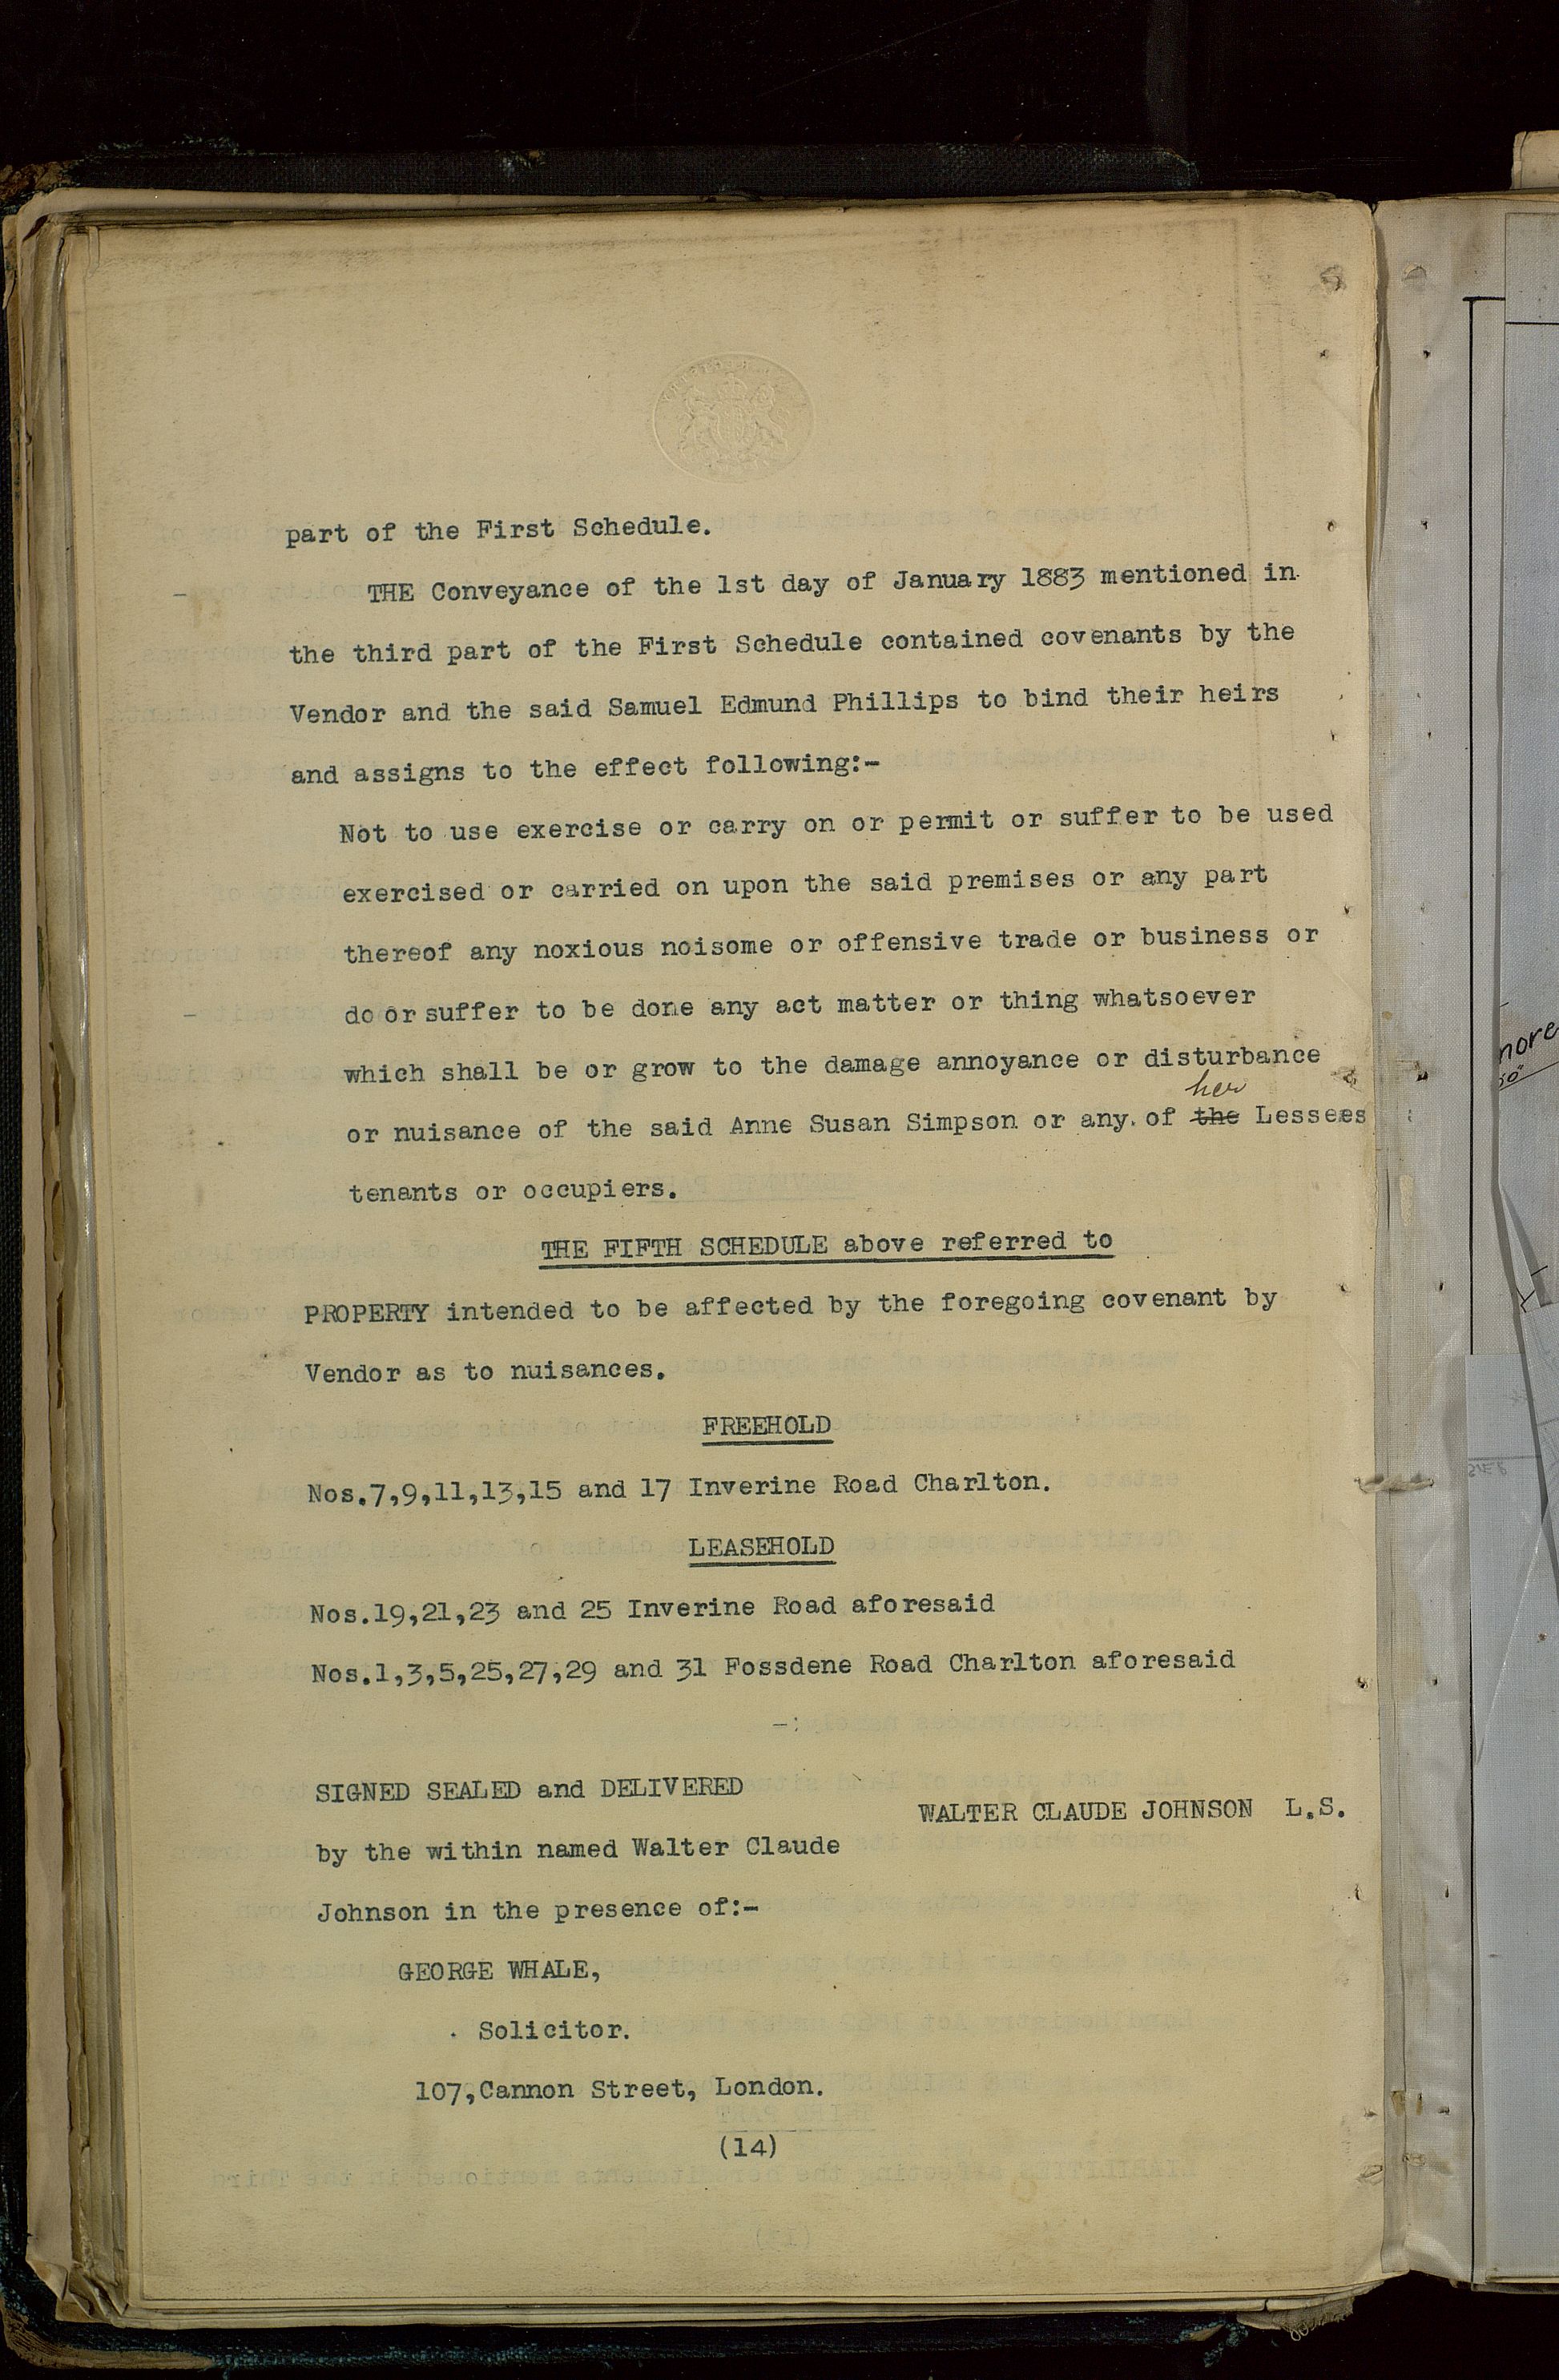 part of the First Schedule.
THE Conveyance of the 1st day of January 1883 mentioned in
the third part of the First Schedule contained covenants by the
Vendor and the said Samuel Edmund Phillips to bind their heirs
and assigns to the effect following:-
Not to use exercise or carry on or permit or suffer to be used
exercised or carried on upon the said premises or any part
thereof any noxious noisome or offensive trade or business or
do or suffer to be done any act matter or thing whatsoever
which shall be or grow to the damage annoyance or disturbance
her
or nuisance of the said Anne Susan Simpson or any of the Lessees
tenants or occupiers.
THE FIFTH SCHEDULE above referred to
PROPERTY intended to be affected by the foregoing covenant by
Vendor as to nuisances.
FREEHOLD
Nos.7,9,11,13,15 and 17 Inverine Road Charlton.
LEASEHOLD
Nos.19,21,23 and 25 Inverine Road aforesaid
Nos.1,3,5,25,27,29 and 31 Fossdene Road Charlton aforesaid
SIGNED SEALED and DELIVERED
WALTER CLAUDE JOHNSON L.S.
by the within named Walter Claude
Johnson in the presence of:-
GEORGE WHALE,
Solicitor.
107,Cannon Street, London.
(14)